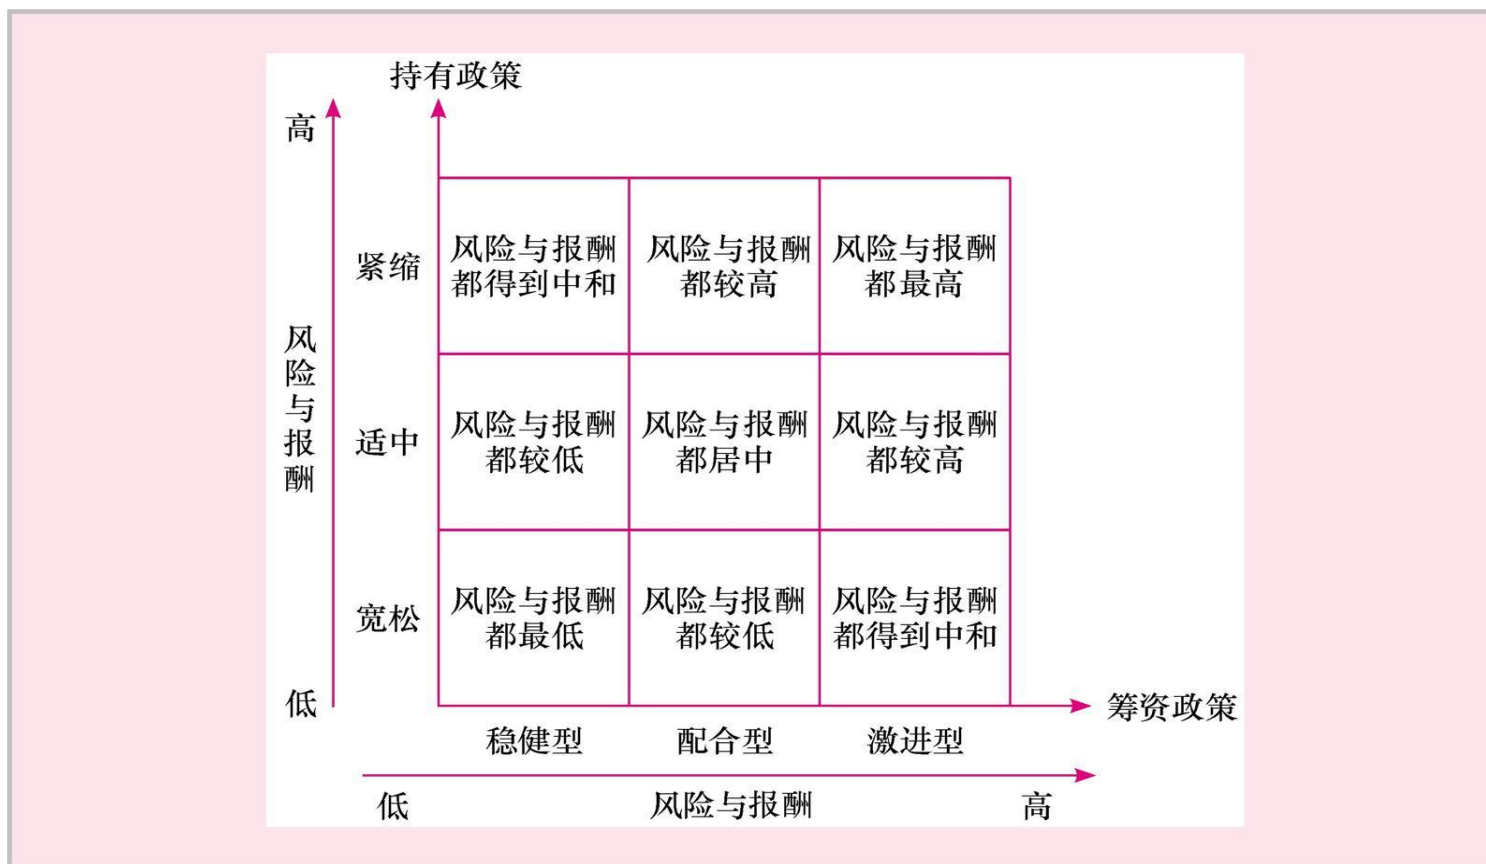 持有政策
高
紧缩
风险与报酬
都得到中和
风险与报酬
都较高
风险与报酬
都最高
风险与报酬
适中
风险与报酬
都较低
风险与报酬
都居中
风险与报酬
都较高
宽松
风险与报酬
都最低
风险与报酬
都较低
风险与报酬
都得到中和
低
筹资政策
稳健型
配合型
激进型
低
风险与报酬
高